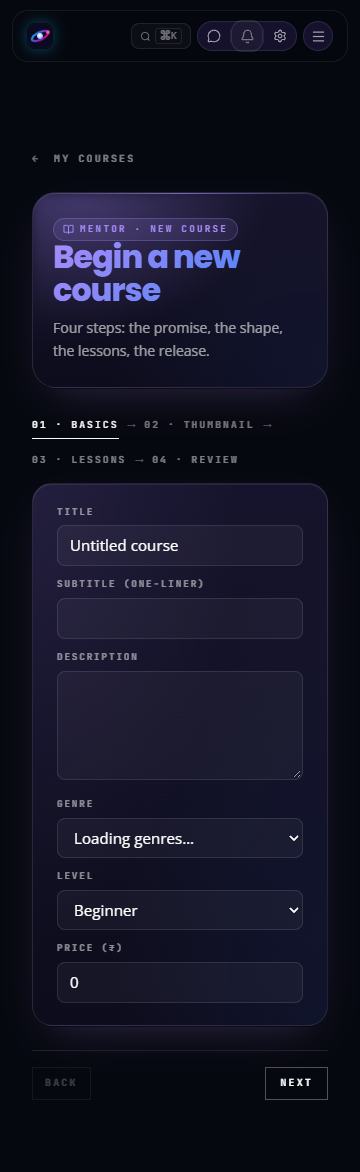 ⌘K
← MY COURSES
MENTOR · NEW COURSE
Begin a new
course
Four steps: the promise, the shape,
the lessons, the release.
01 · BASICS → 02 · THUMBNAIL →
03 · LESSONS → 04 · REVIEW
TITLE
Untitled course
SUBTITLE (ONE-LINER)
DESCRIPTION
GENRE
Loading genres...
LEVEL
Beginner
PRICE (₹)
0
BACK
NEXT